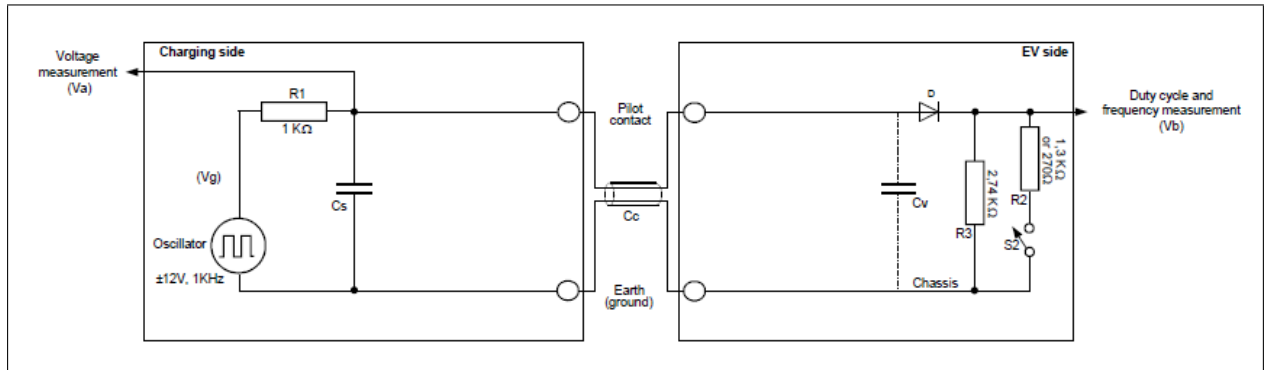 Charging side
EV side
Voltage
measurement
(Va)
R1
1 KΩ
Pilot
contact
D
Duty cycle and
frequency measurement
(Vb)
1,3 KΩ
or 270Ω
2,74 KΩ
(Vg)
Cs
Cc
Cv
R2
R3
S2
Oscillator
±12V, 1KHz
Earth
(ground)
Chassis